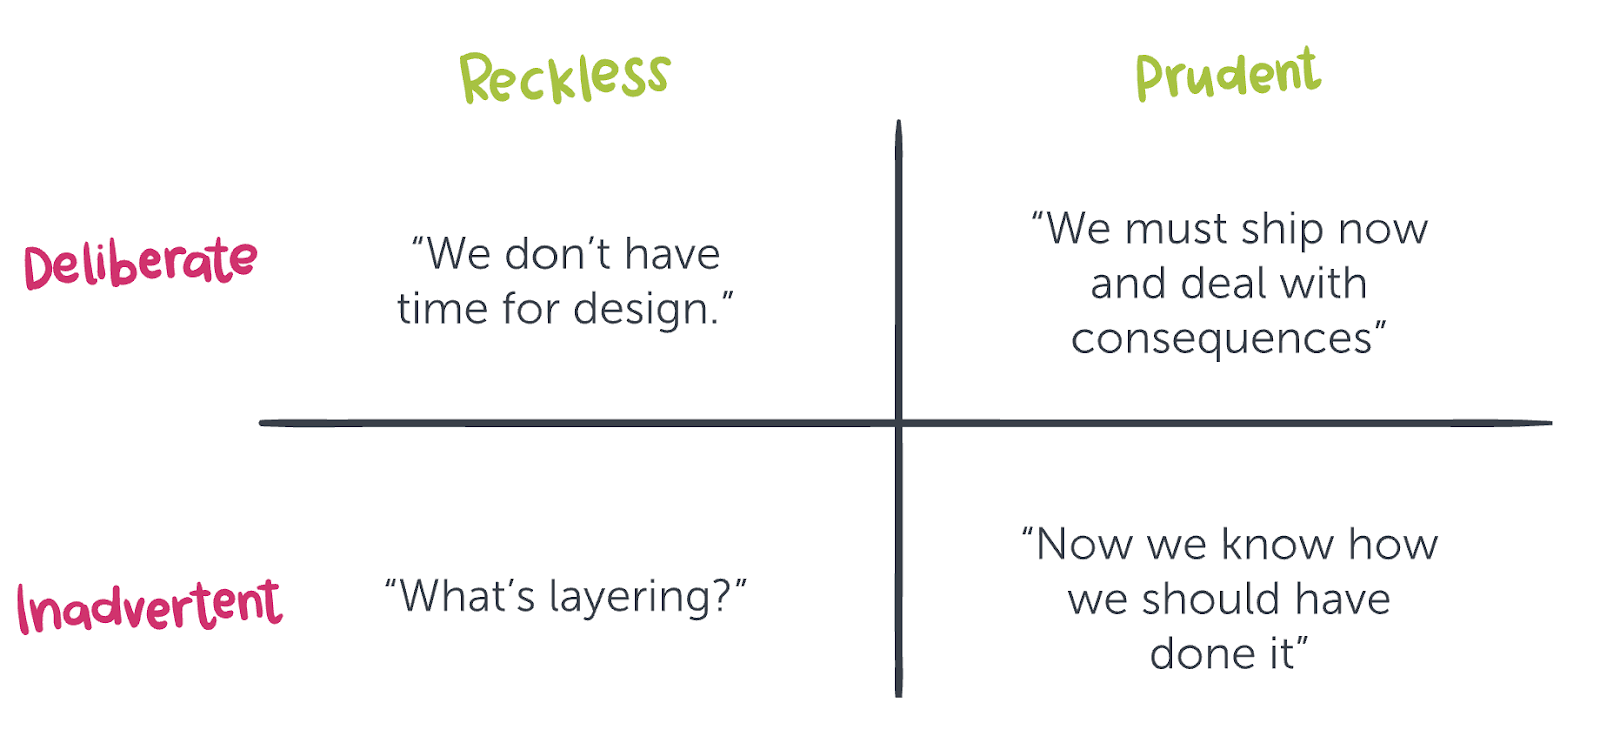 Reckless
Prudent
Deliberate
“We don’t have
time for design.”
“We must ship now
and deal with
consequences”
Inadvertent
“What’s layering?”
“Now we know how
we should have
done it”